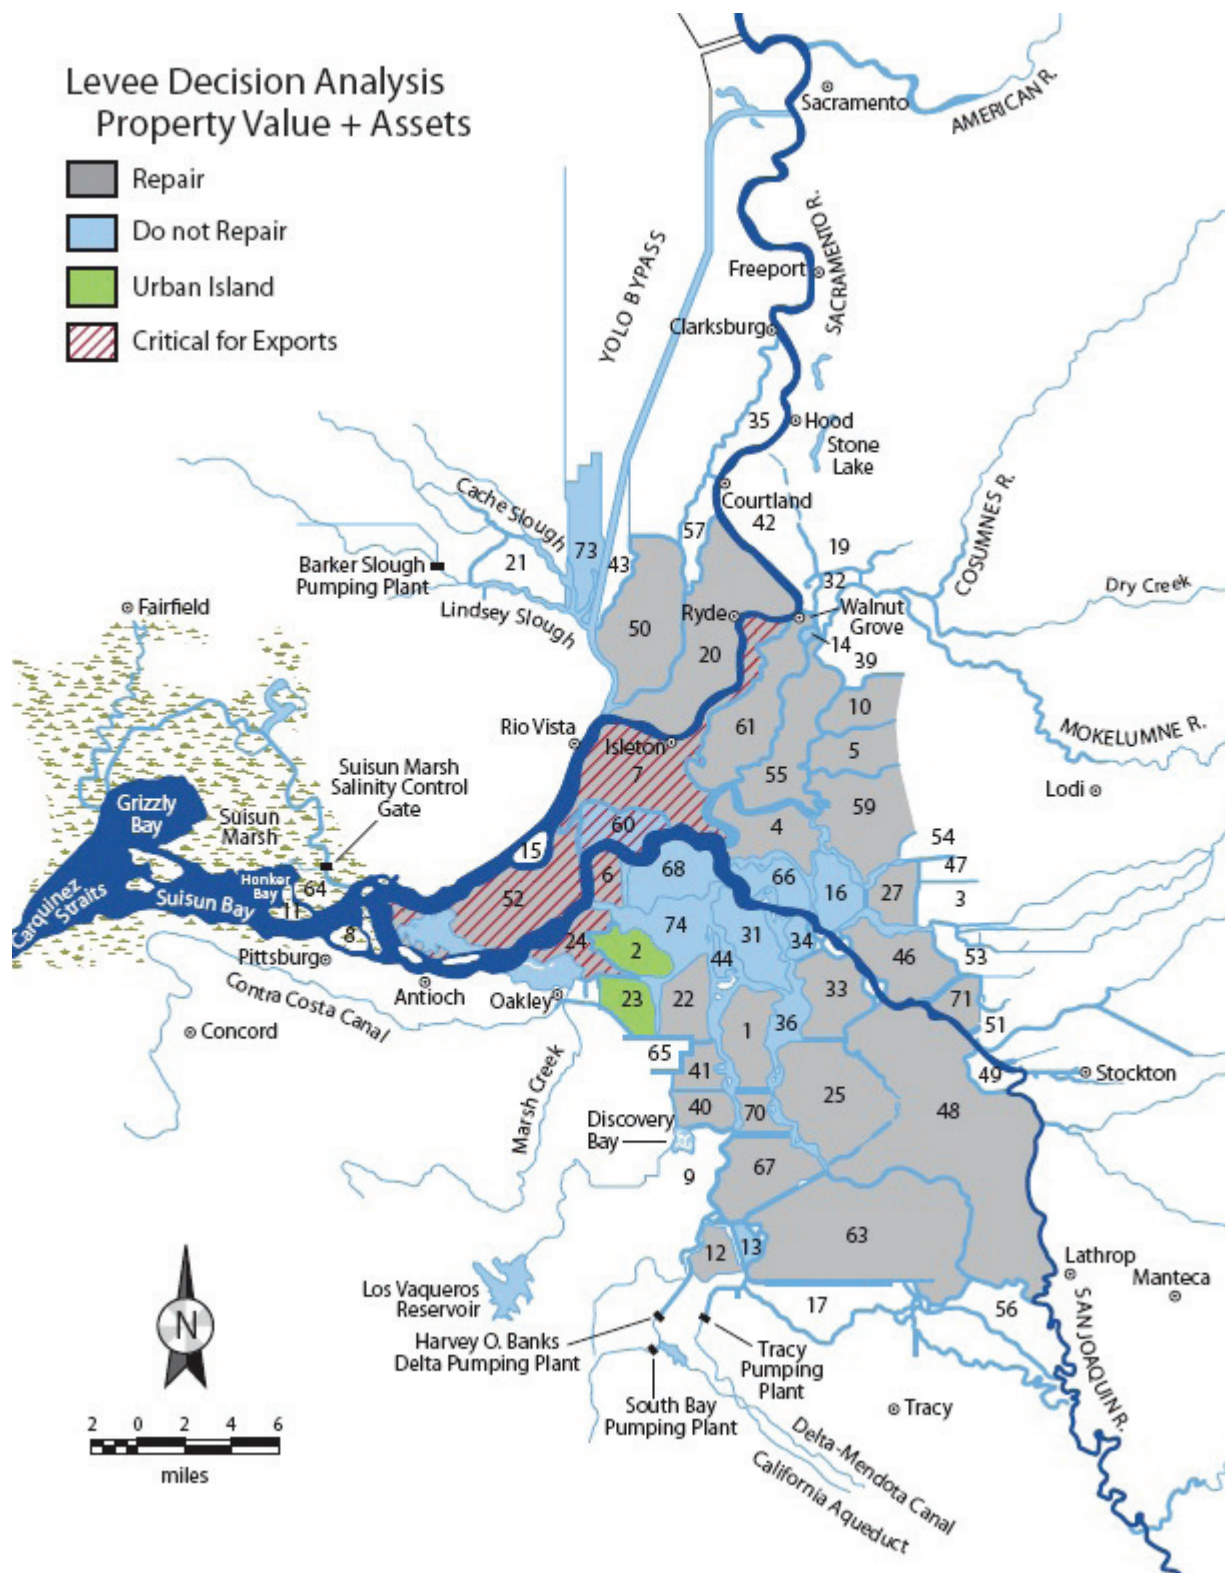 Levee Decision Analysis
Property Value + Assets
Repair
Do not Repair
Urban Island
Critical for Exports
Sacramento
AMERICAN R.
YOLO BYPASS
SACRAMENTO R.
Freeport
Clarksburg
35
Hood
Stone
Lake
Courtland
42
57
Cache Slough
73
43
21
Barker Slough
Pumping Plant
Lindsey Slough
19
32
COSUMNES R.
Dry Creek
Fairfield
50
Ryde
20
Walnut
Grove
14
39
10
MOKELUMNE R.
Rio Vista
Isleton
7
61
5
55
59
Lodi
Suisun Marsh
Salinity Control
Gate
Grizzly
Bay
Suisun
Marsh
60
4
54
15
47
Honker
Bay
64
6
68
66
16
27
3
Carquinez
Straits
Suisun Bay
11
52
8
24
2
74
31
34
44
46
53
Pittsburg
Antioch
Oakley
23
22
33
71
Contra Costa Canal
Concord
1
36
51
65
41
49
Stockton
Marsh Creek
40
70
25
48
Discovery
Bay
9
67
12
13
63
Lathrop
Manteca
Los Vaqueros
Reservoir
17
56
N
Harvey O. Banks
Delta Pumping Plant
Tracy
Pumping
Plant
SAN JOAQUIN R.
South Bay
Pumping Plant
Tracy
Delta-Mendota Canal
California Aqueduct
2 0 2 4 6
miles